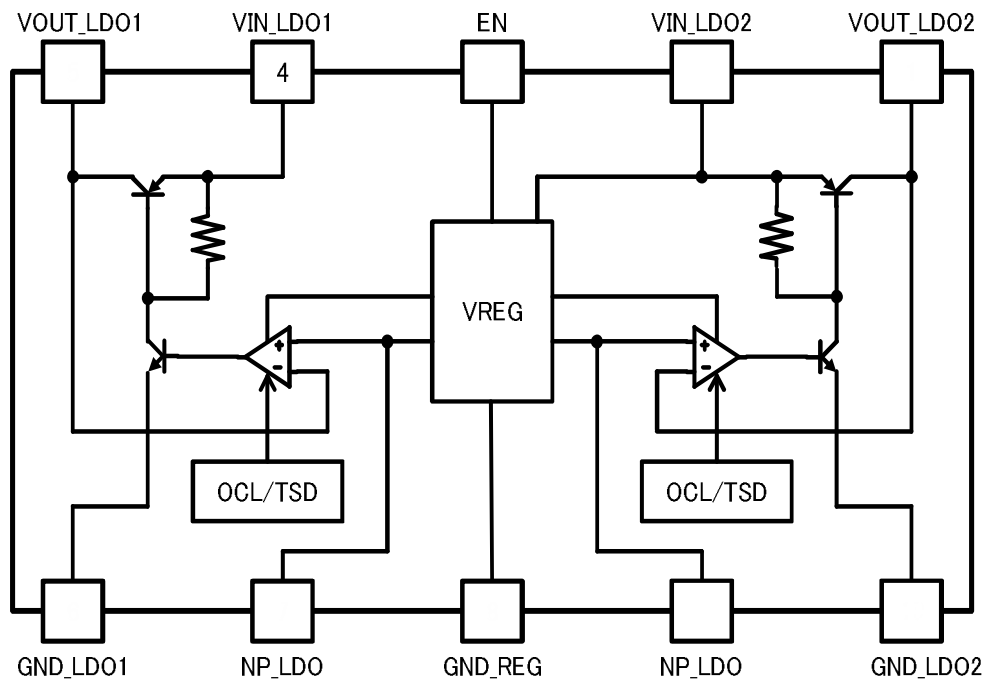 VOUT_LDO1
VIN_LDO1
EN
VIN_LDO2
VOUT_LDO2
4
VREG
+
-
+
-
OCL/TSD
OCL/TSD
GND_LDO1
NP_LDO
GND_REG
NP_LDO
GND_LDO2